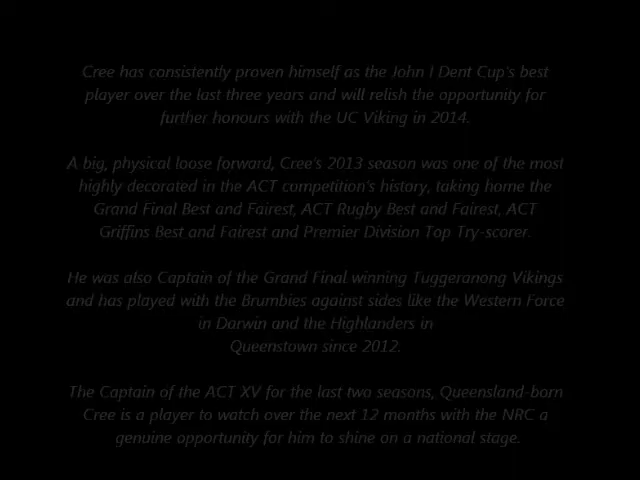 Cree has consistently proven himself as the John I Dent Cup's best
player over the last three years and will relish the opportunity for
further honours with the UC Viking in 2014.
A big, physical loose forward, Cree's 2013 season was one of the most
highly decorated in the ACT competition's history, taking home the
Grand Final Best and Fairest, ACT Rugby Best and Fairest, ACT
Griffins Best and Fairest and Premier Division Top Try-scorer.
He was also Captain of the Grand Final winning Tuggeranong Vikings
and has played with the Brumbies against sides like the Western Force
in Darwin and the Highlanders in
Queenstown since 2012.
The Captain of the ACT XV for the last two seasons, Queensland-born
Cree is a player to watch over the next 12 months with the NRC a
genuine opportunity for him to shine on a national stage.